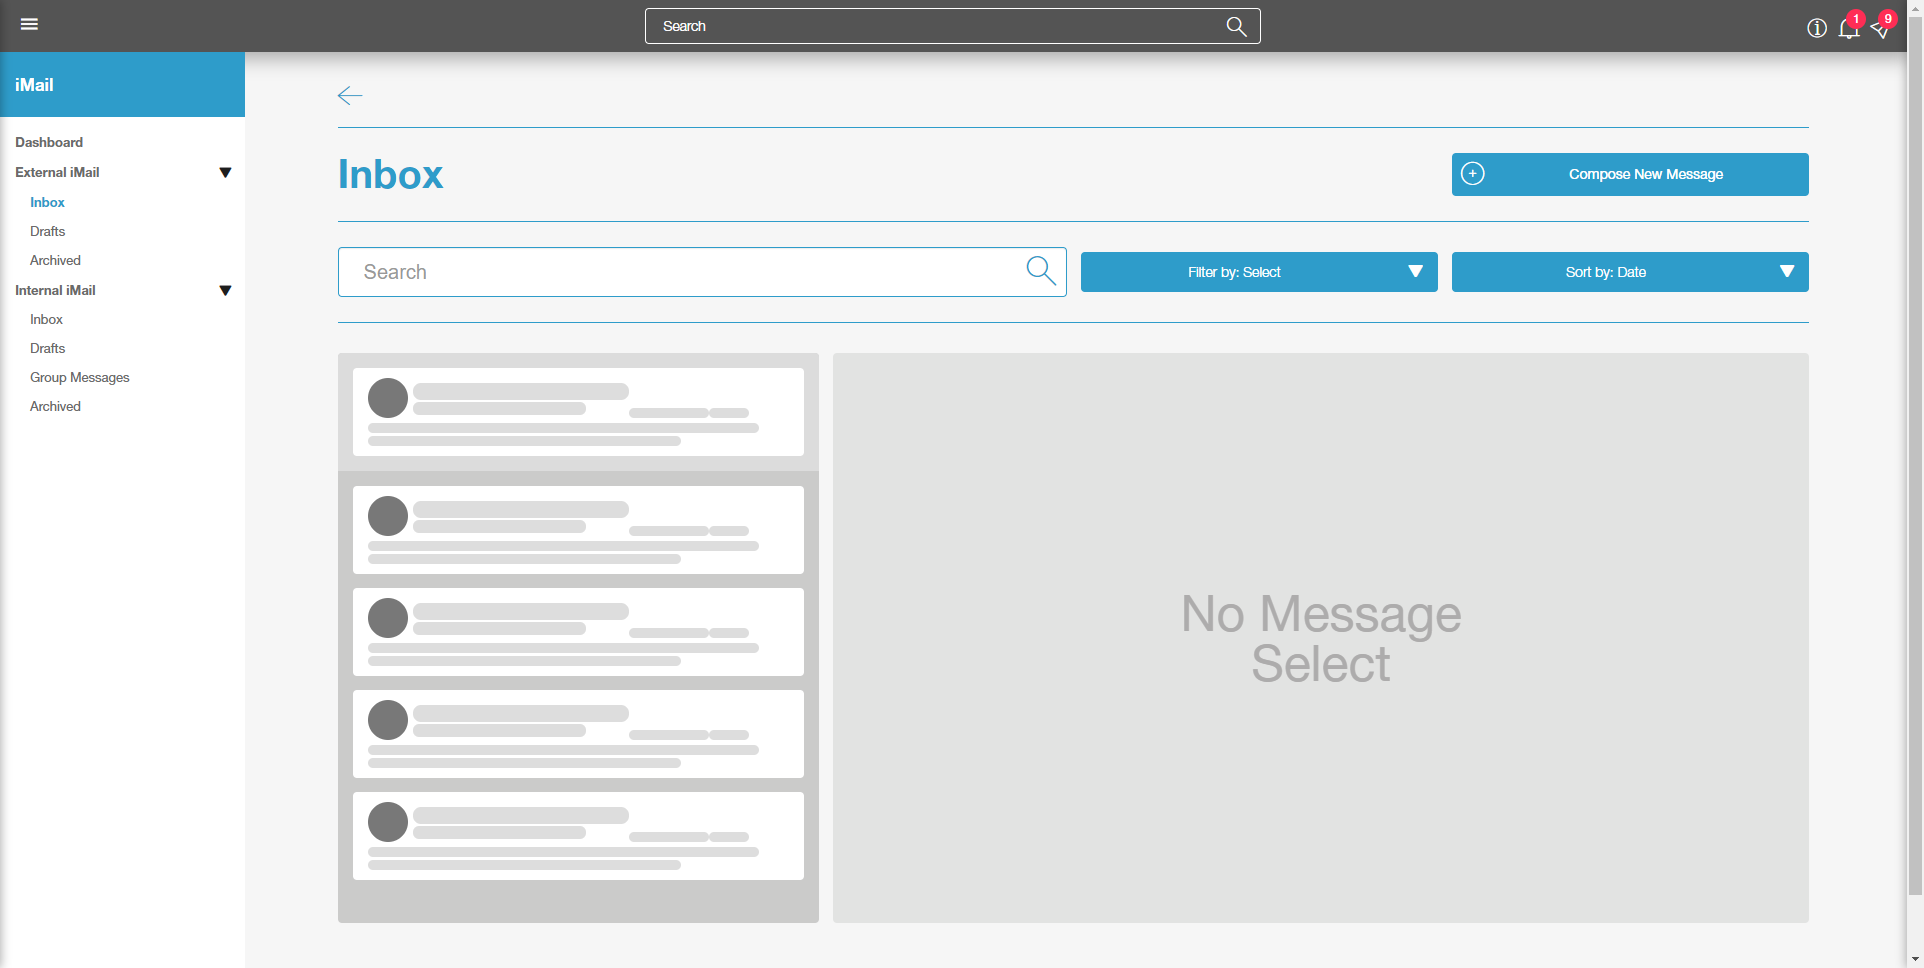 Search
1
9
iMail
Dashboard
External iMail
Inbox
Drafts
Archived
Internal iMail
Inbox
Drafts
Group Messages
Archived
Inbox
Compose New Message
Search
Filter by: Select
Sort by: Date
No Message
Select